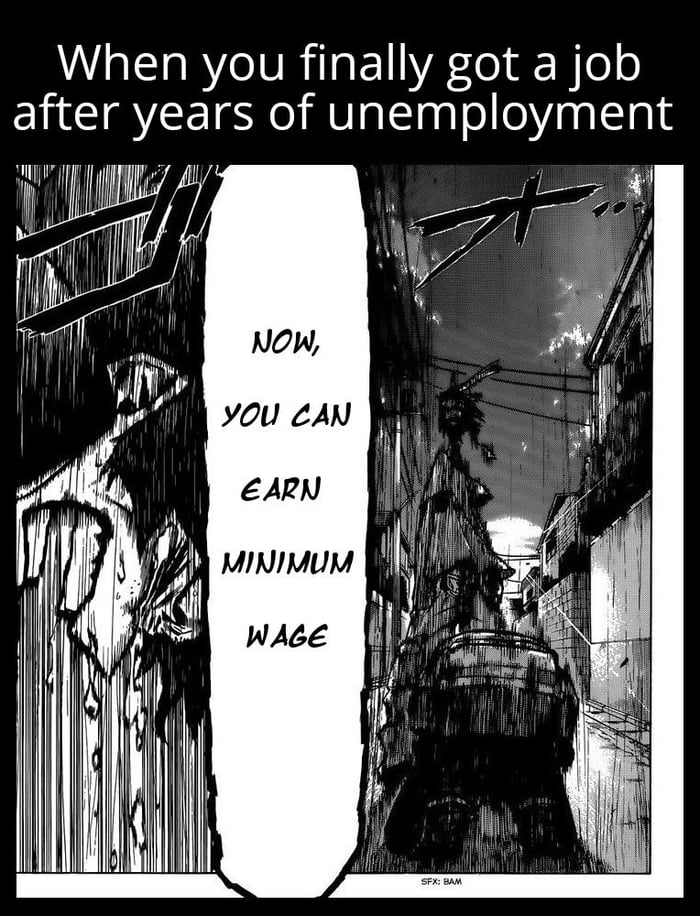 When you finally got a job
after years of unemployment
NOW,
YOU CAN
EARN
MINIMUM
WAGE
SFX: BAM